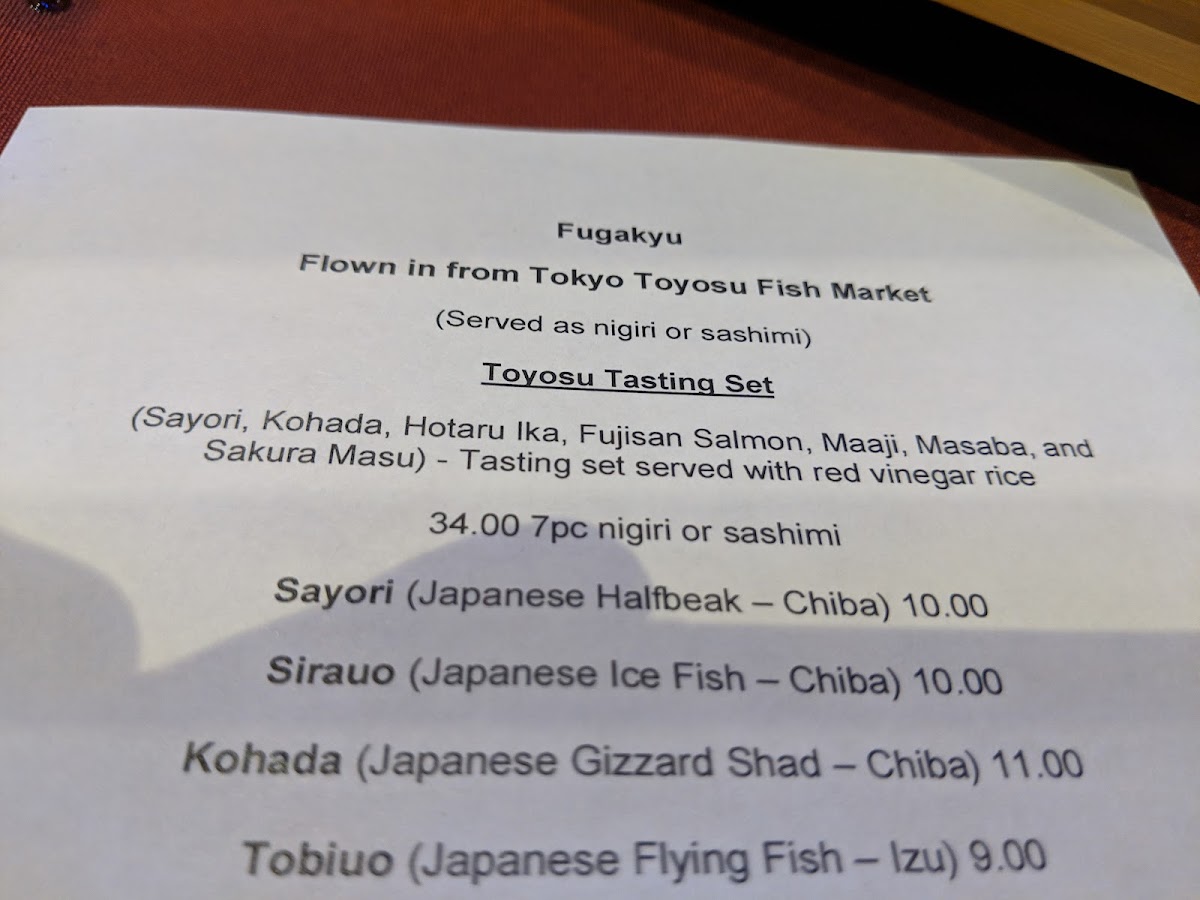 Fugakyu
Flown in from Tokyo Toyosu Fish Market
(Served as nigiri or sashimi)
Toyosu Tasting Set
(Sayori, Kohada, Hotaru Ika, Fujisan Salmon, Maaji, Masaba, and
Sakura Masu) - Tasting set served with red vinegar rice
34.00 7pc nigiri or sashimi
Sayori (Japanese Halfbeak – Chiba) 10.00
Sirauo (Japanese Ice Fish – Chiba) 10.00
Kohada (Japanese Gizzard Shad – Chiba) 11.00
Tobiuo (Japanese Flying Fish – Izu) 9.00